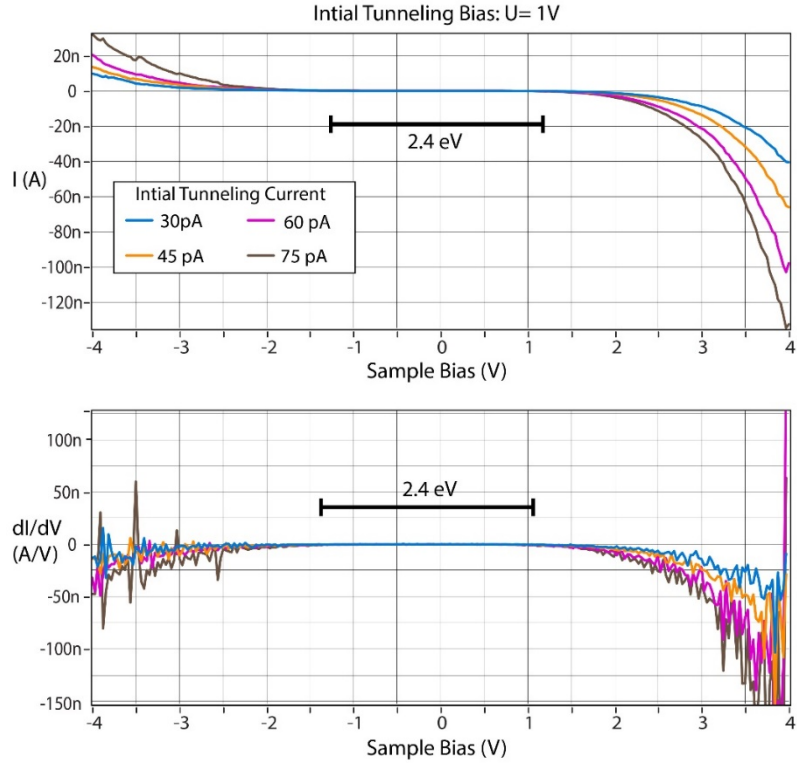 Intial Tunneling Bias: U= 1V
20n
0
-20n
-40n
-60n
-80n
-100n
-120n
I (A)
2.4 eV
Intial Tunneling Current
30pA
60 pA
45 pA
75 pA
-4 -3 -2 -1 0 1 2 3 4
Sample Bias (V)
100n
50n
0
-50n
-100n
-150n
dI/dV
(A/V)
2.4 eV
-4 -3 -2 -1 0 1 2 3 4
Sample Bias (V)